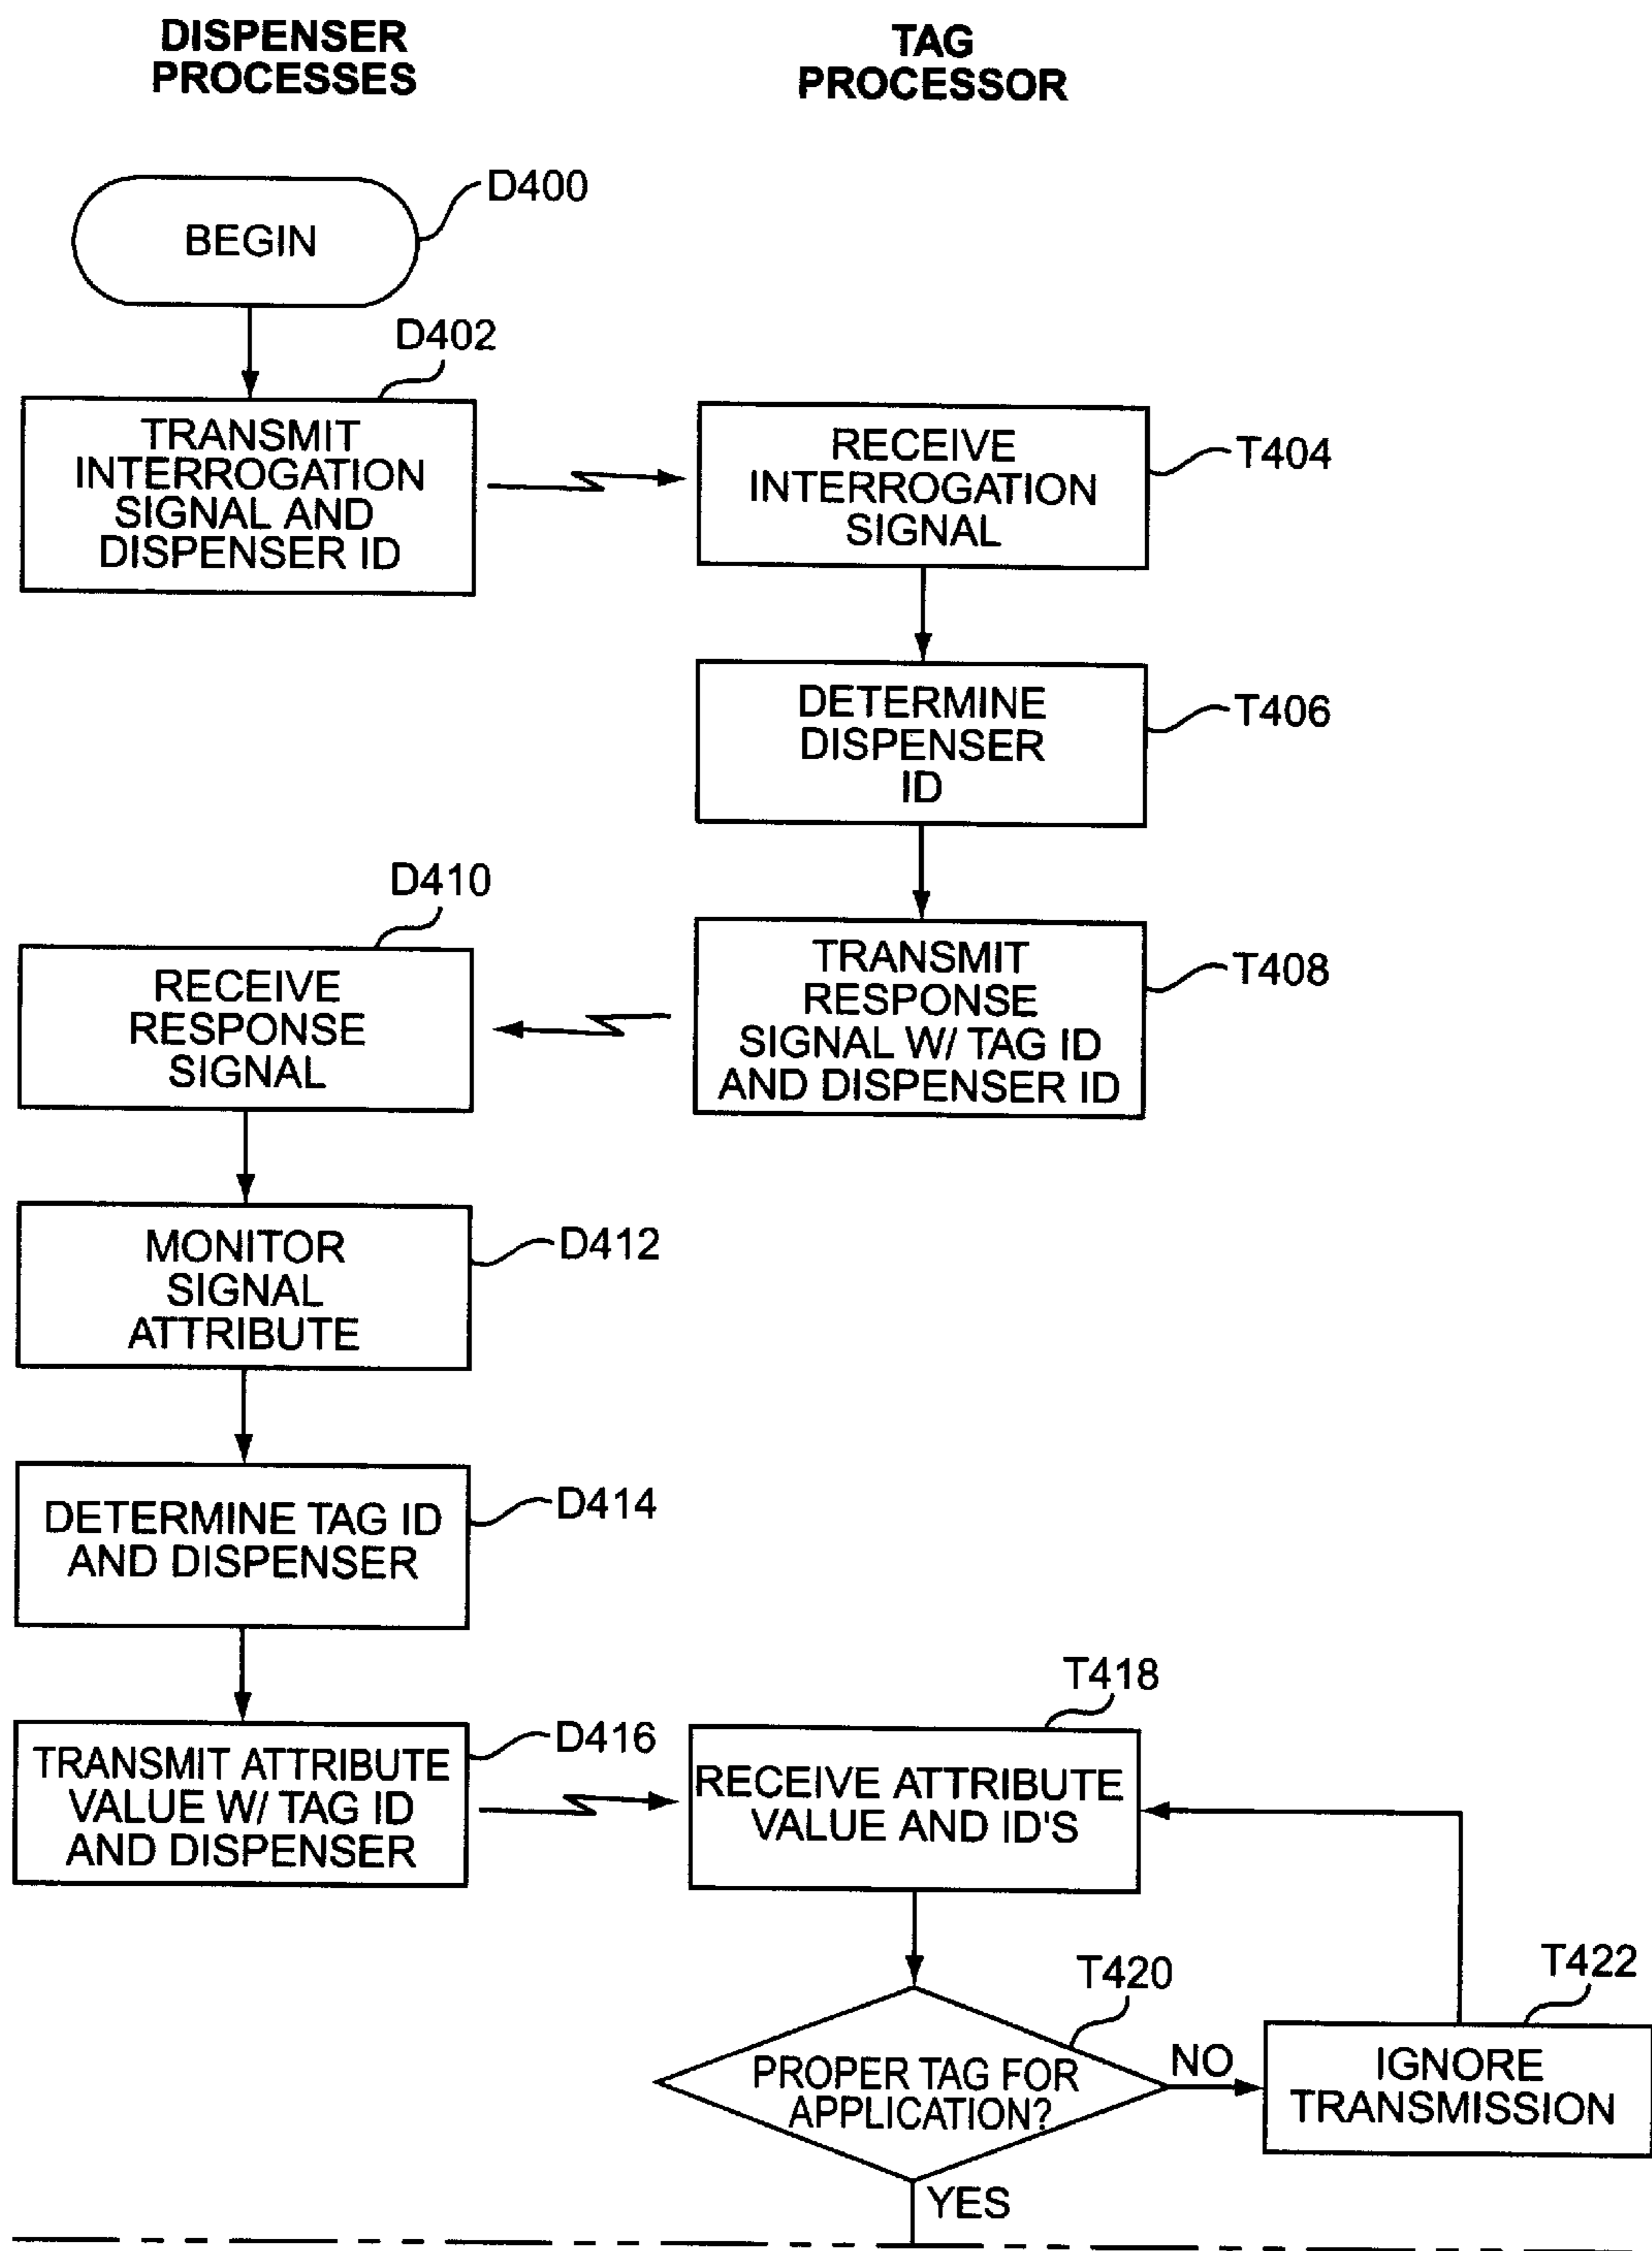 DISPENSER
PROCESSES
TAG
PROCESSOR
D400
BEGIN
D402
TRANSMIT
INTERROGATION
SIGNAL AND
DISPENSER ID
RECEIVE
INTERROGATION
SIGNAL
T404
DETERMINE
DISPENSER
ID
T406
TRANSMIT
RESPONSE
SIGNAL W/ TAG ID
AND DISPENSER ID
T408
D410
RECEIVE
RESPONSE
SIGNAL
MONITOR
SIGNAL
ATTRIBUTE
D412
DETERMINE TAG ID
AND DISPENSER
D414
TRANSMIT ATTRIBUTE
VALUE W/ TAG ID
AND DISPENSER
D416
T418
RECEIVE ATTRIBUTE
VALUE AND ID'S
T420
PROPER TAG FOR
APPLICATION?
NO
T422
IGNORE
TRANSMISSION
YES